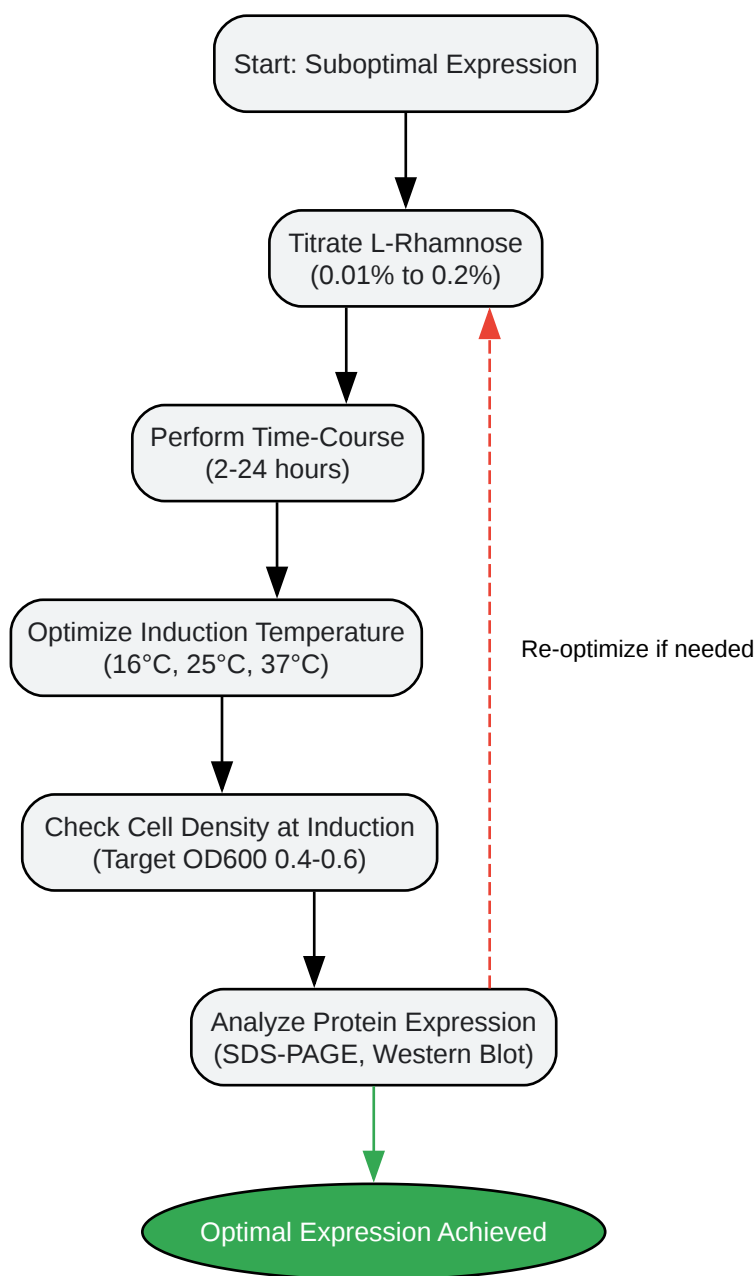 Start: Suboptimal Expression
Titrate L-Rhamnose
(0.01% to 0.2%)
Perform Time-Course
(2-24 hours)
Optimize Induction Temperature
(16°C, 25°C, 37°C)
Re-optimize if needed
Check Cell Density at Induction
(Target OD600 0.4-0.6)
Analyze Protein Expression
(SDS-PAGE, Western Blot)
Optimal Expression Achieved